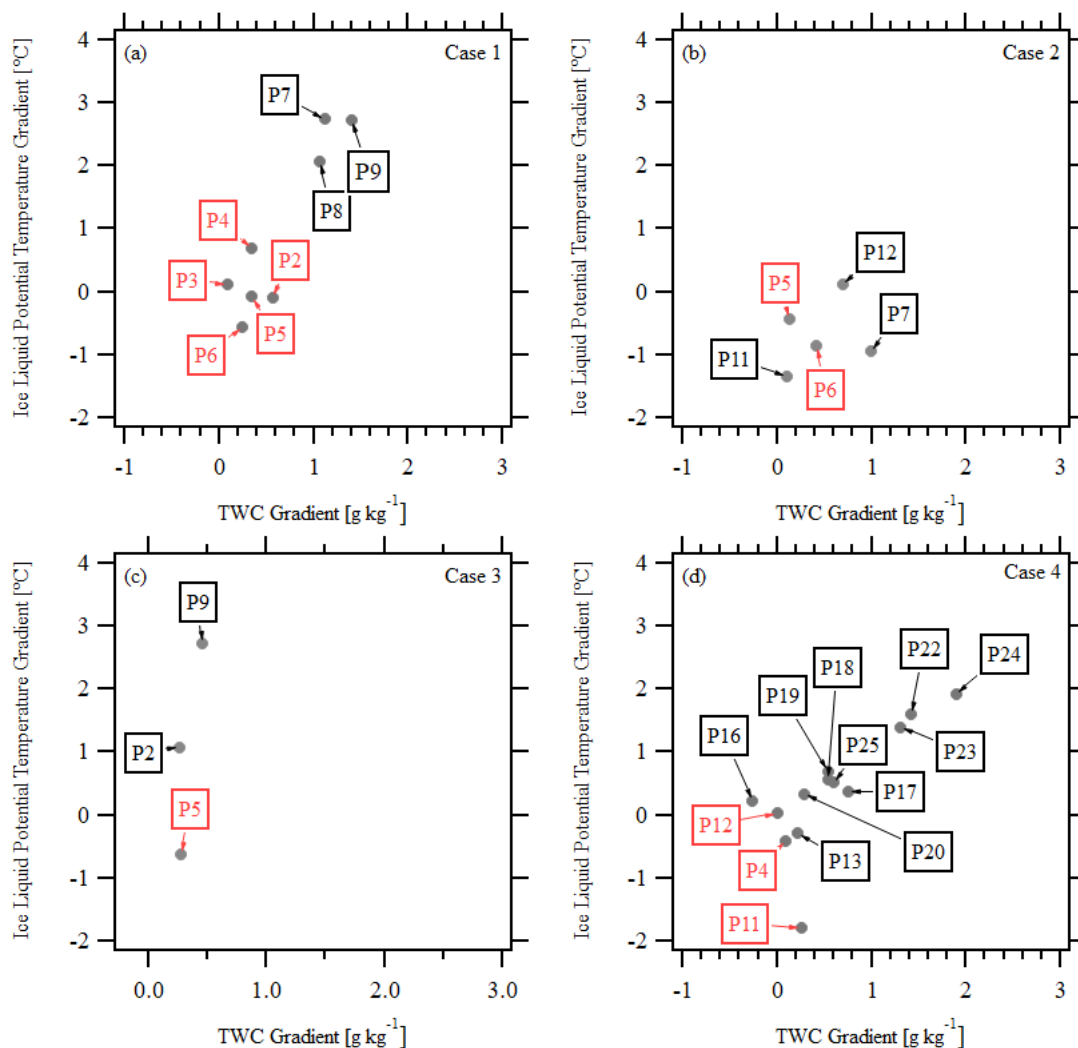 (a)
Case 1
Ice Liquid Potential Temperature Gradient [°C]
4
3
2
1
0
-1
-2
P7
P9
P8
P4
P2
P3
P5
P6
-1
0
1
2
3
TWC Gradient [g kg-1]
(b)
Case 2
Ice Liquid Potential Temperature Gradient [°C]
4
3
2
1
0
-1
-2
P12
P5
P7
P11
P6
-1
0
1
2
3
TWC Gradient [g kg-1]
(c)
Case 3
Ice Liquid Potential Temperature Gradient [°C]
4
3
2
1
0
-1
-2
P9
P2
P5
0.0
1.0
2.0
3.0
TWC Gradient [g kg-1]
(d)
Case 4
Ice Liquid Potential Temperature Gradient [°C]
4
3
2
1
0
-1
-2
P22
P24
P18
P19
P16
P25
P23
P17
P12
P4
P13
P20
P11
-1
0
1
2
3
TWC Gradient [g kg-1]